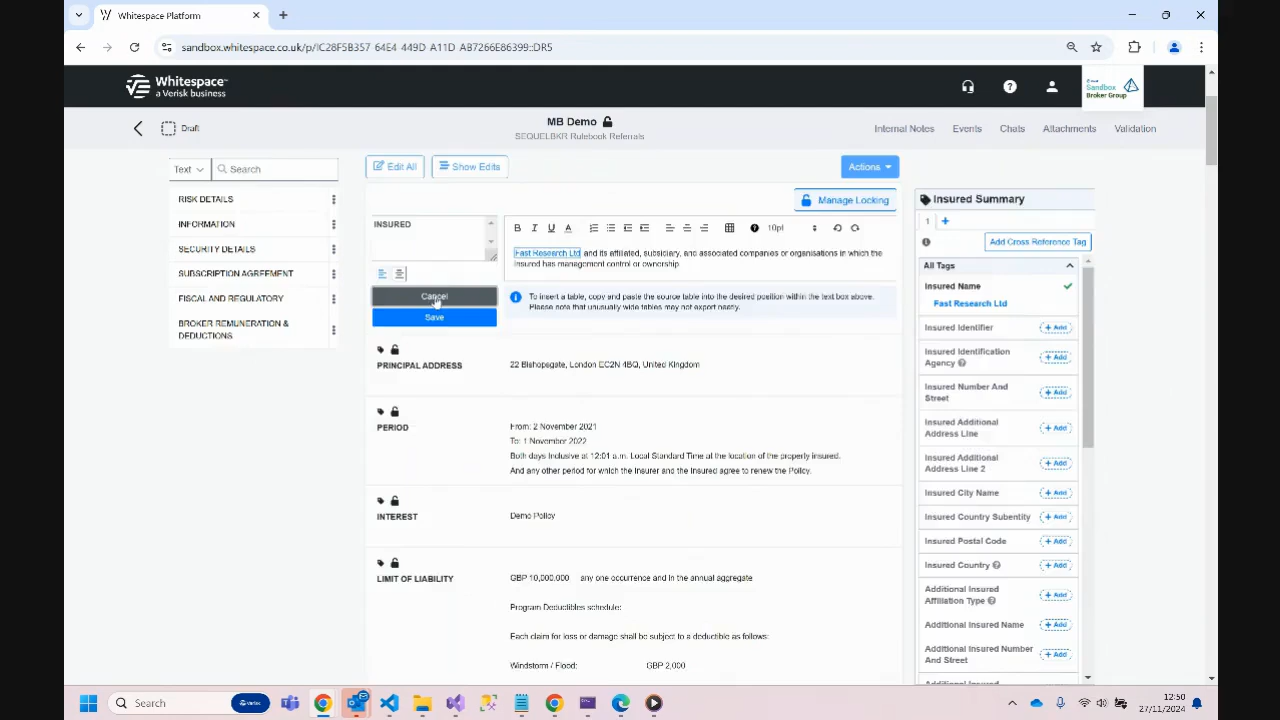 Whitespace Platform
sandbox.whitespace.co.uk/p/IC28F5B357 64E4 449D A11D AB7266E86399::DR5
Whitespace
a Verisk business
Sandbox
Broker Group
Draft
MB Demo
SEQUELBKR Rulebook Referrals
Internal Notes
Events
Chats
Attachments
Validation
Text
Search
Edit All
Show Edits
Actions
RISK DETAILS
INFORMATION
SECURITY DETAILS
SUBSCRIPTION AGREEMENT
FISCAL AND REGULATORY
BROKER REMUNERATION &
DEDUCTIONS
Manage Locking
INSURED
B I U A
10pt
Fast Research Ltd and its affiliated, subsidiary, and associated companies or organisations in which the
insured has management control or ownership
Cancel
Save
To insert a table, copy and paste the source table into the desired position within the text box above.
Please note that unusually wide tables may not export neatly.
PRINCIPAL ADDRESS
22 Bishopsgate, London EC2N 4BQ, United Kingdom
PERIOD
From: 2 November 2021
To: 1 November 2022
Both days Inclusive at 12:01 a.m. Local Standard Time at the location of the property insured.
And any other period for which the Insurer and the Insured agree to renew the Policy.
INTEREST
Demo Policy
LIMIT OF LIABILITY
GBP 10,000,000 any one occurrence and in the annual aggregate
Program Deductibles schedule:
Each claim for loss or damage shall be subject to a deductible as follows:
Windstorm / Flood:
GBP 2,000
Insured Summary
1 +
Add Cross Reference Tag
All Tags
Insured Name
Fast Research Ltd
Insured Identifier
+ Add
Insured Identification
Agency
+ Add
Insured Number And
Street
+ Add
Insured Additional
Address Line
+ Add
Insured Additional
Address Line 2
+ Add
Insured City Name
+ Add
Insured Country Subentity
+ Add
Insured Postal Code
+ Add
Insured Country
+ Add
Additional Insured
Affiliation Type
+ Add
Additional Insured Name
+ Add
Additional Insured Number
And Street
+ Add
Additional Insured
Search
Verisk
12:50
27/11/2024